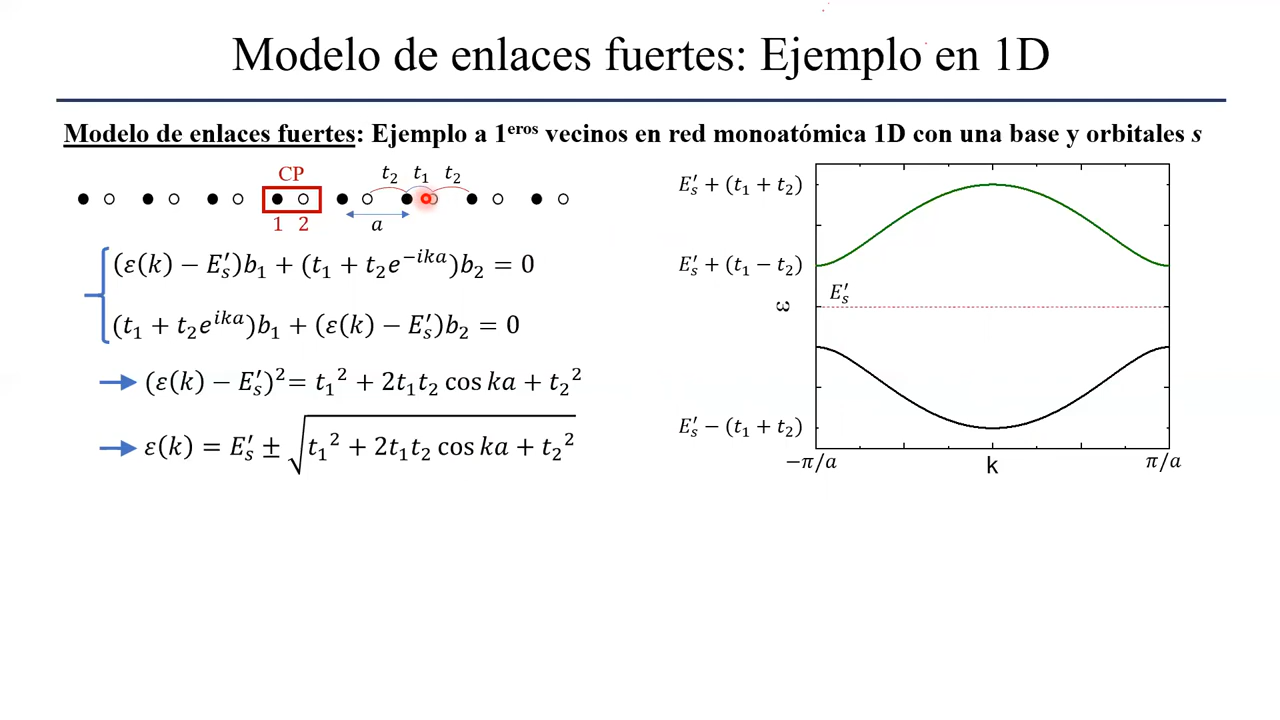 Modelo de enlaces fuertes: Ejemplo en 1D
Modelo de enlaces fuertes: Ejemplo a 1eros vecinos en red monoatómica 1D con una base y orbitales s
CP
t₂ t₁ t₂
1 2
a
(ε(k) − E′ₛ)b₁ + (t₁ + t₂e⁻ⁱᵏᵃ)b₂ = 0
(t₁ + t₂eⁱᵏᵃ)b₁ + (ε(k) − E′ₛ)b₂ = 0
(ε(k) − E′ₛ)² = t₁² + 2t₁t₂ cos ka + t₂²
ε(k) = E′ₛ ± √(t₁² + 2t₁t₂ cos ka + t₂²)
E′ₛ + (t₁ + t₂)
E′ₛ + (t₁ − t₂)
E′ₛ
ε
E′ₛ − (t₁ + t₂)
−π/a k π/a